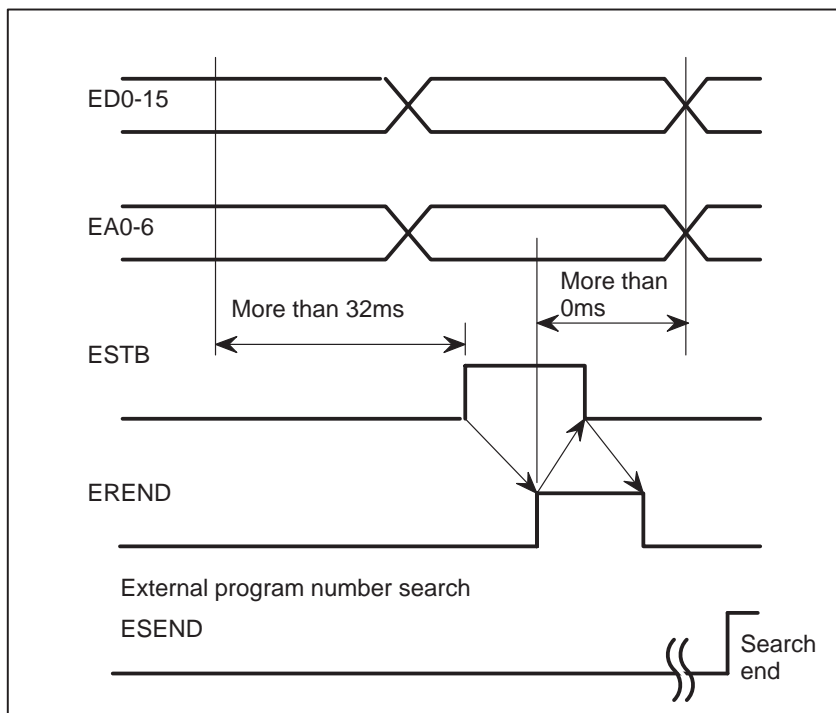 ED0-15
EA0-6
More than
0ms
More than 32ms
ESTB
EREND
External program number search
ESEND
Search
end